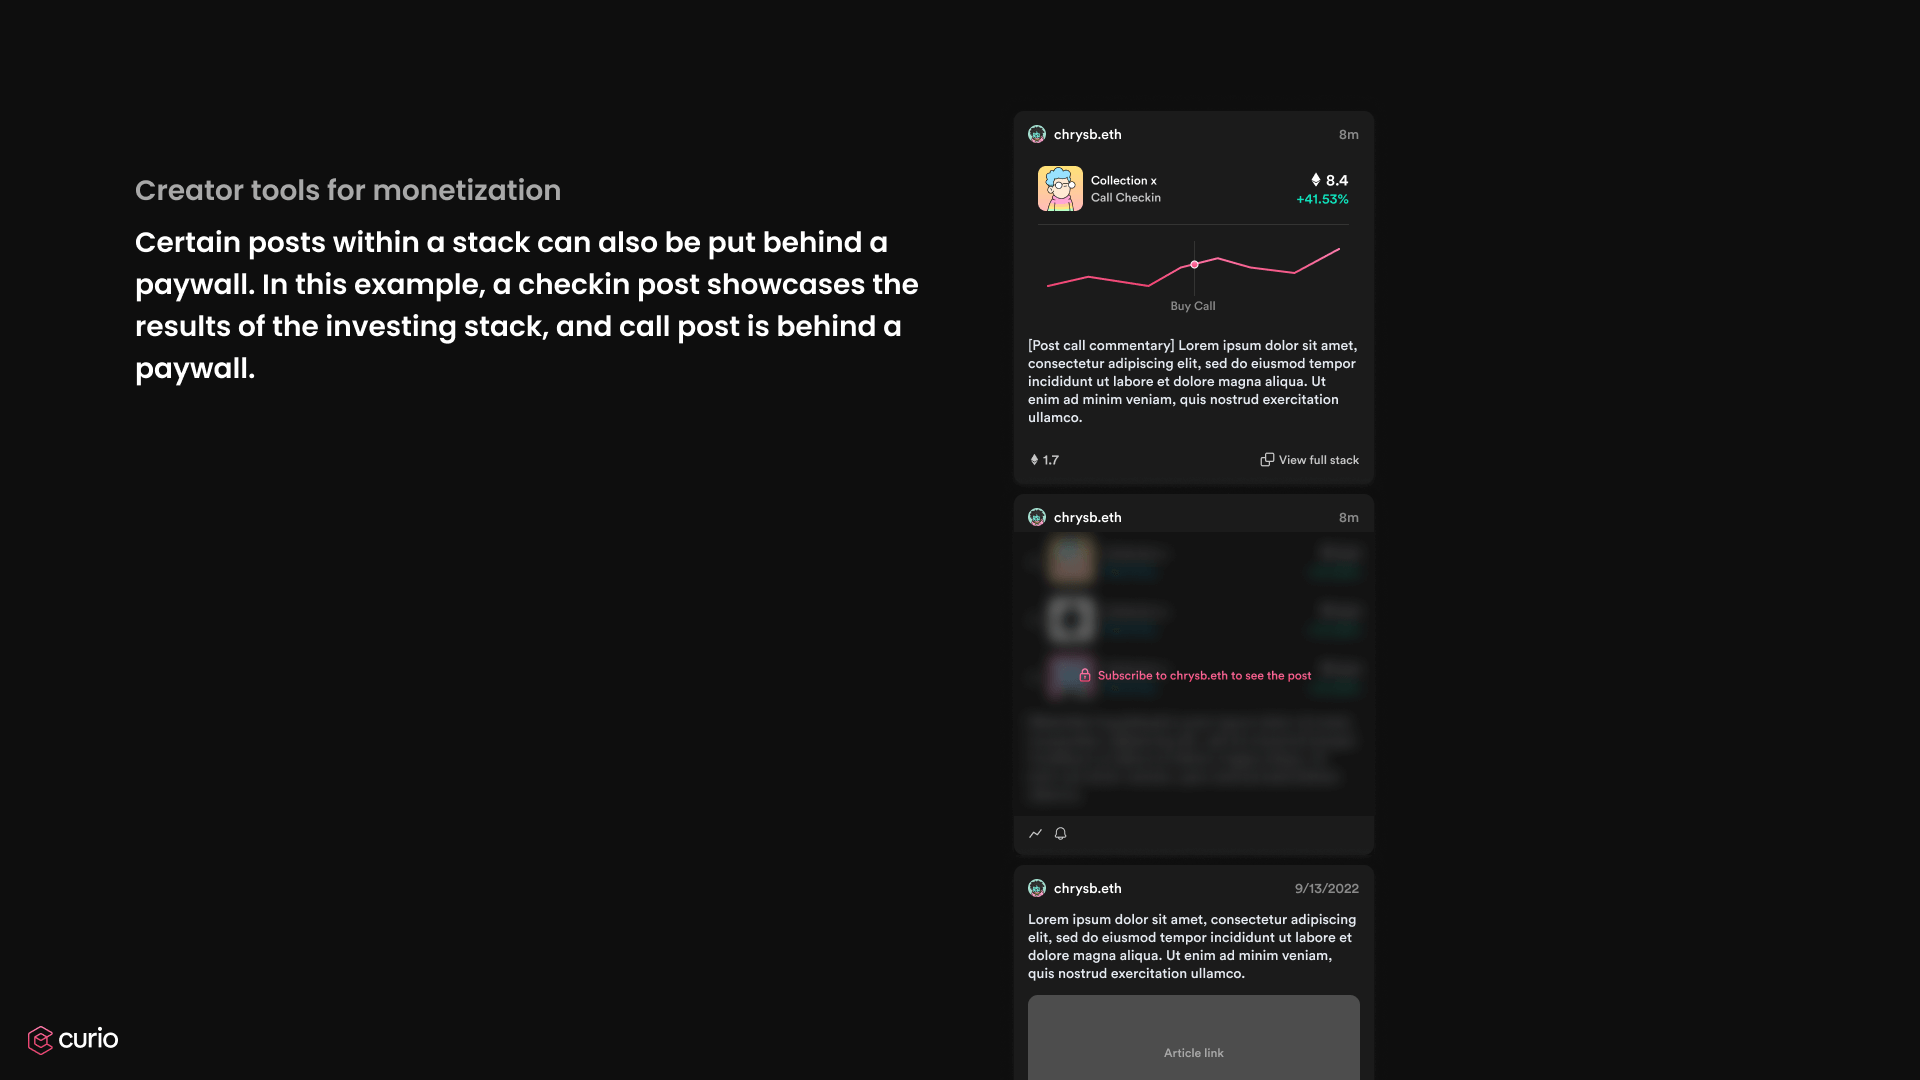 Creator tools for monetization
Certain posts within a stack can also be put behind a
paywall. In this example, a checkin post showcases the
results of the investing stack, and call post is behind a
paywall.
chrysb.eth 8m
Collection x 8.4
Call Checkin +41.53%
Buy Call
[Post call commentary] Lorem ipsum dolor sit amet,
consectetur adipiscing elit, sed do eiusmod tempor
incididunt ut labore et dolore magna aliqua. Ut
enim ad minim veniam, quis nostrud exercitation
ullamco.
1.7 View full stack
chrysb.eth 8m
Subscribe to chrysb.eth to see the post
chrysb.eth 9/13/2022
Lorem ipsum dolor sit amet, consectetur adipiscing
elit, sed do eiusmod tempor incididunt ut labore et
dolore magna aliqua. Ut enim ad minim veniam,
quis nostrud exercitation ullamco.
Article link
curio